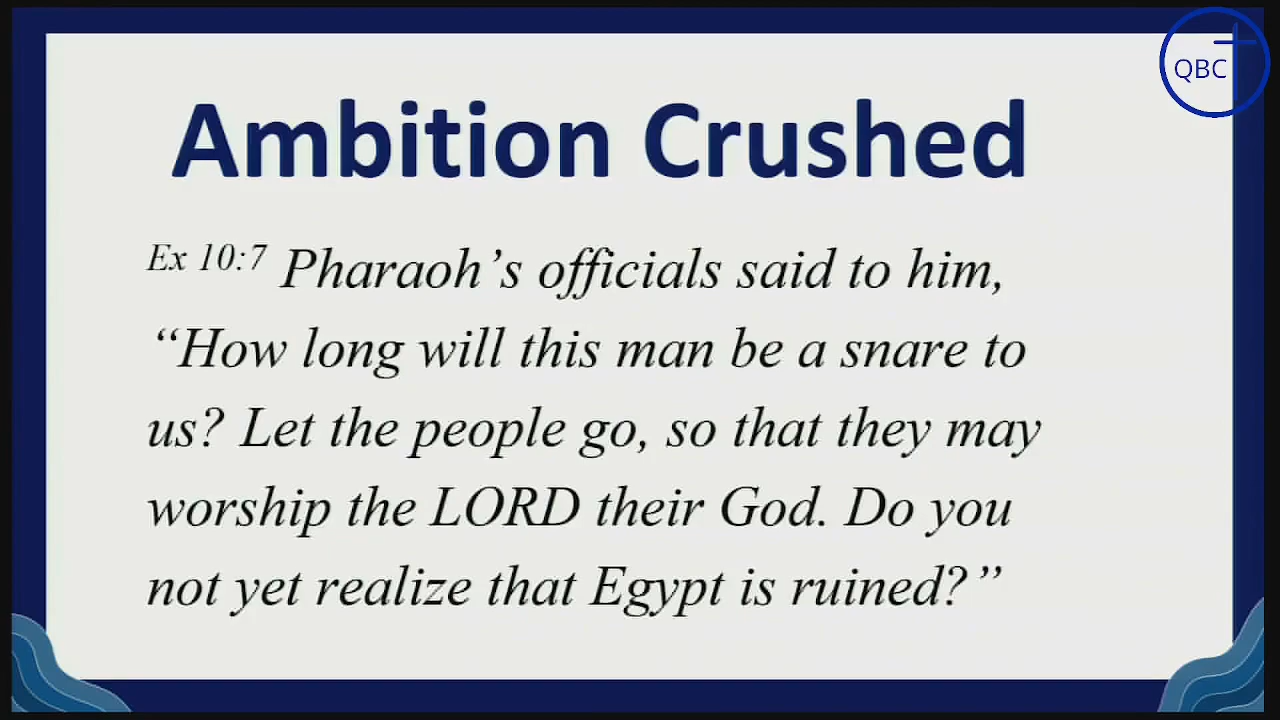 QBC
Ambition Crushed
Ex 10:7 Pharaoh’s officials said to him,
“How long will this man be a snare to
us? Let the people go, so that they may
worship the LORD their God. Do you
not yet realize that Egypt is ruined?”